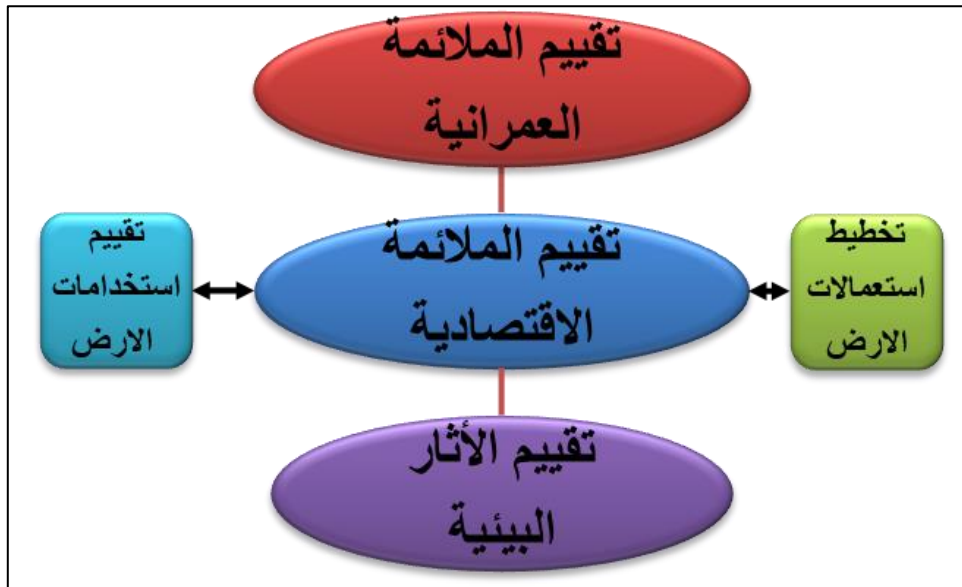 تقييم الملائمة
العمرانية
تخطيط
استعمالات
الارض
تقييم الملائمة
الاقتصادية
تقييم
استخدامات
الارض
تقييم الأثار
البيئية